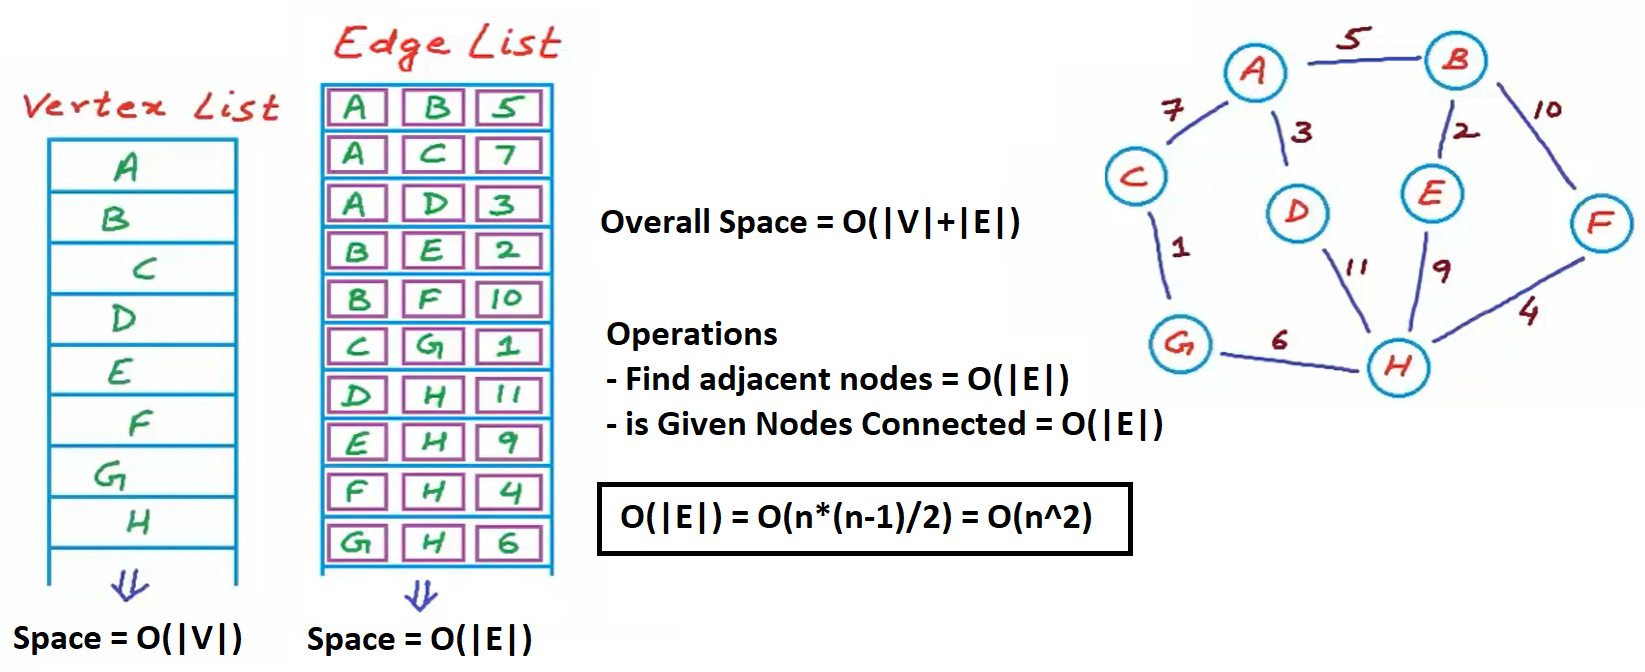 Vertex List
A
B
C
D
E
F
G
H
Space = O(|V|)
Edge List
A B 5
A C 7
A D 3
B E 2
B F 10
C G 1
D H 11
E H 9
F H 4
G H 6
Space = O(|E|)
Overall Space = O(|V|+|E|)
Operations
- Find adjacent nodes = O(|E|)
- is Given Nodes Connected = O(|E|)
O(|E|) = O(n*(n-1)/2) = O(n^2)
A 5 B
7 3 2 10
C D E F
1 11 9 4
G 6 H